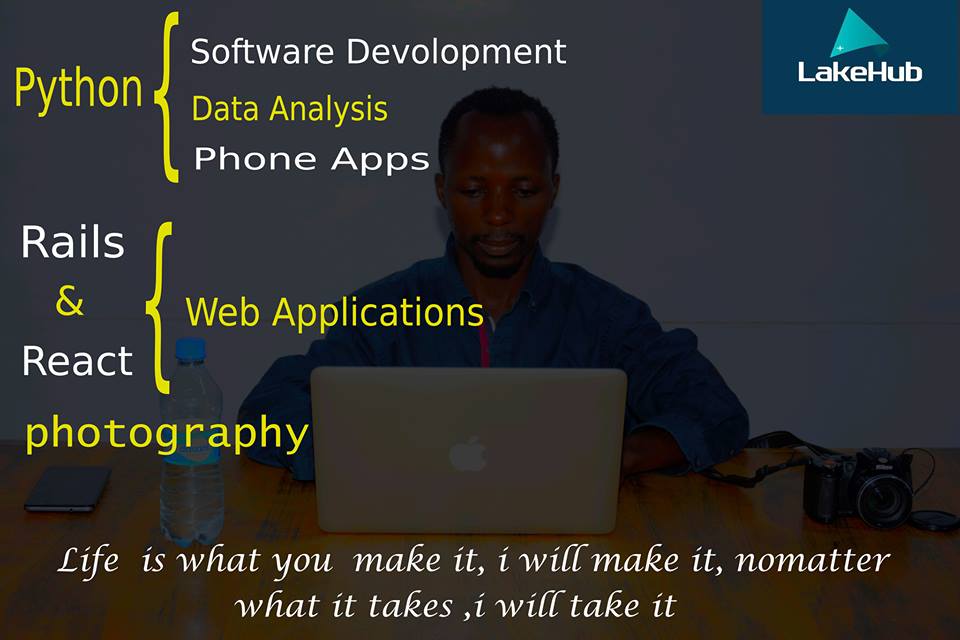 Python
Software Devolopment
Data Analysis
Phone Apps
LakeHub
Rails
&
React
Web Applications
photography
Life is what you make it, i will make it, nomatter
what it takes ,i will take it